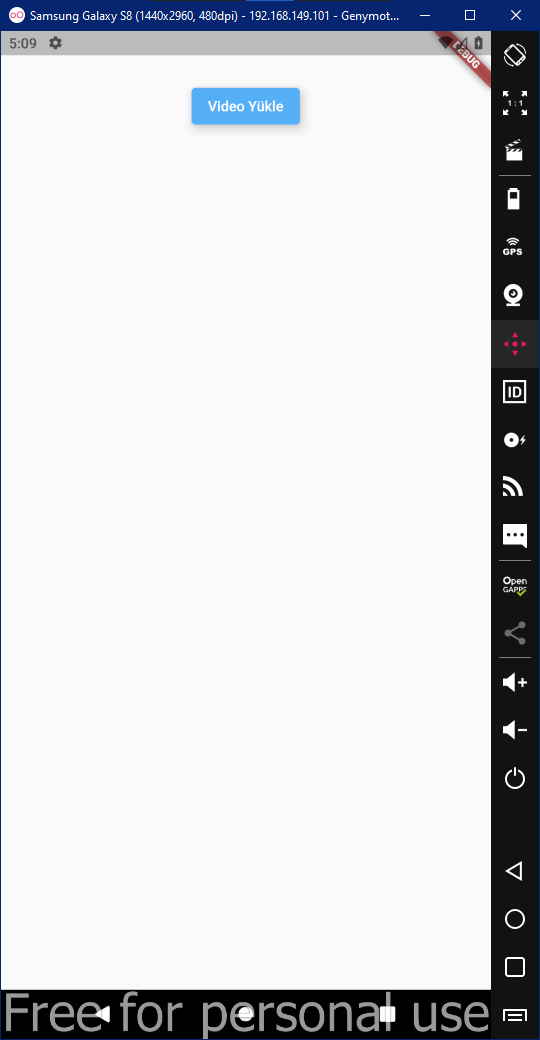 Samsung Galaxy S8 (1440x2960, 480dpi) - 192.168.149.101 - Genymot...
5:09
DEBUG
Video Yükle
1 : 1
GPS
ID
Open
GAPPS
Free for personal use